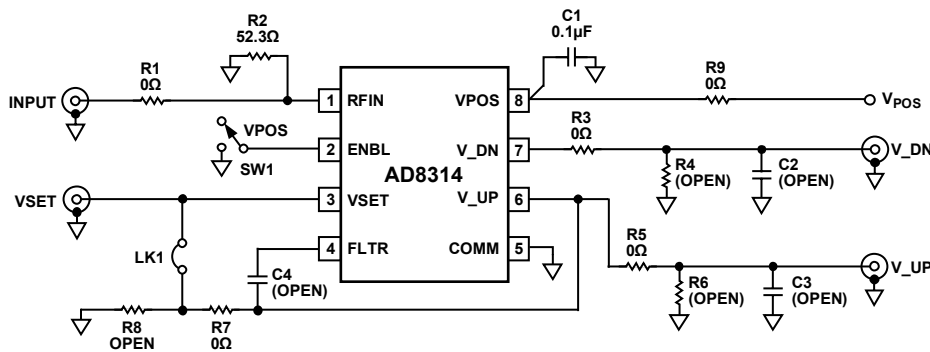 C1
0.1µF
R2
52.3Ω
R1
0Ω
R9
0Ω
INPUT
1 RFIN
VPOS 8
V_POS
VPOS
SW1
2 ENBL
V_DN 7
R3
0Ω
V_DN
AD8314
R4
(OPEN)
C2
(OPEN)
VSET
3 VSET
V_UP 6
LK1
4 FLTR
COMM 5
C4
(OPEN)
R5
0Ω
V_UP
R6
(OPEN)
C3
(OPEN)
R8
OPEN
R7
0Ω